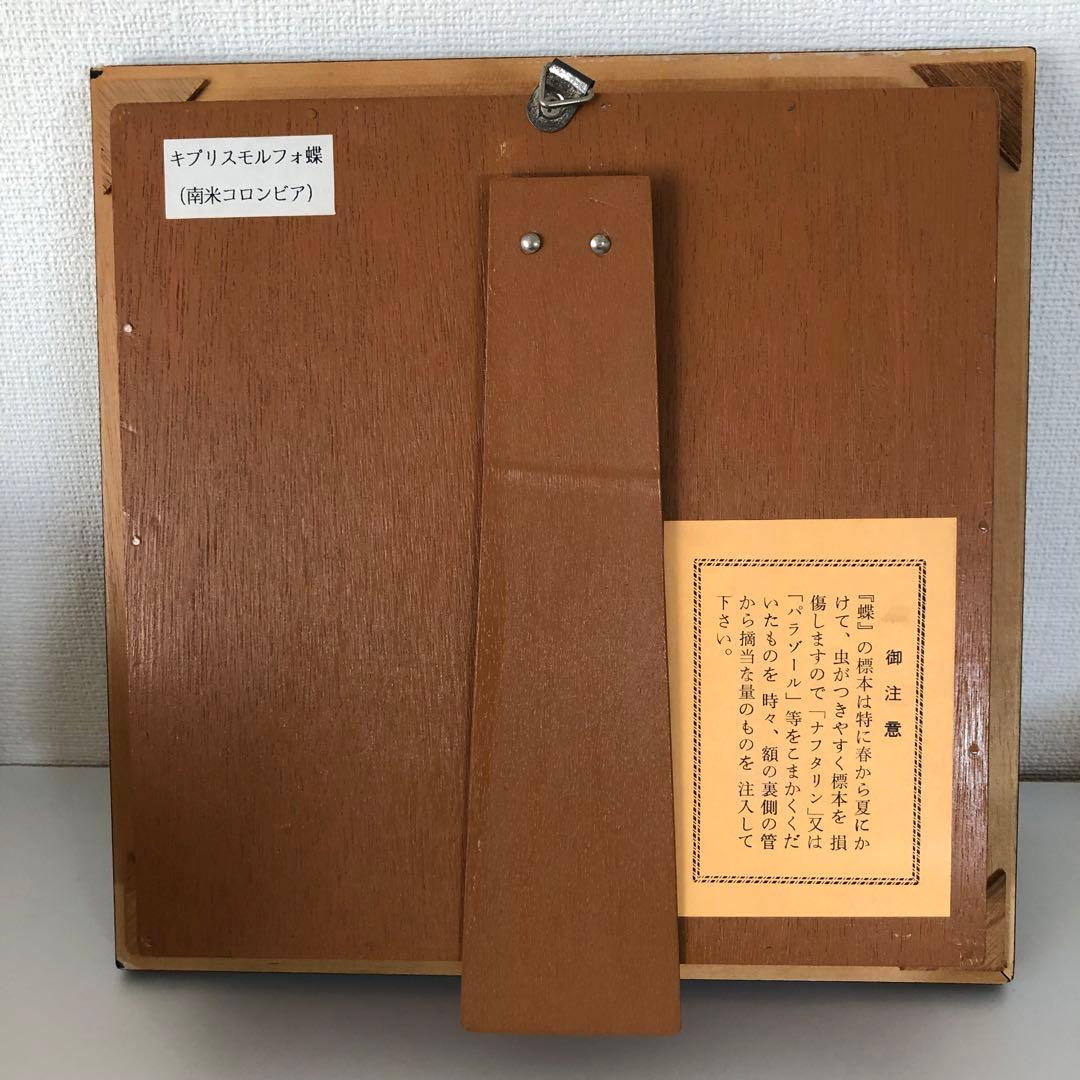 キプリスモルフォ蝶
（南米コロンビア）
御注意
『蝶』の標本は特に春から夏にか
けて、虫がつきやすく標本を損
傷しますので「ナフタリン」又は
「パラゾール」等をこまかくくだ
いたものを時々、額の裏側の管
から摘当な量のものを注入して
下さい。